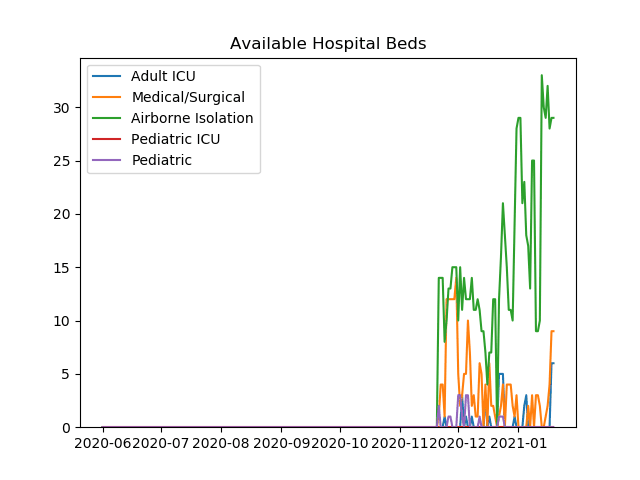 Available Hospital Beds
Adult ICU
Medical/Surgical
Airborne Isolation
Pediatric ICU
Pediatric
30
25
20
15
10
5
0
2020-06 2020-07 2020-08 2020-09 2020-10 2020-11 2020-12 2021-01